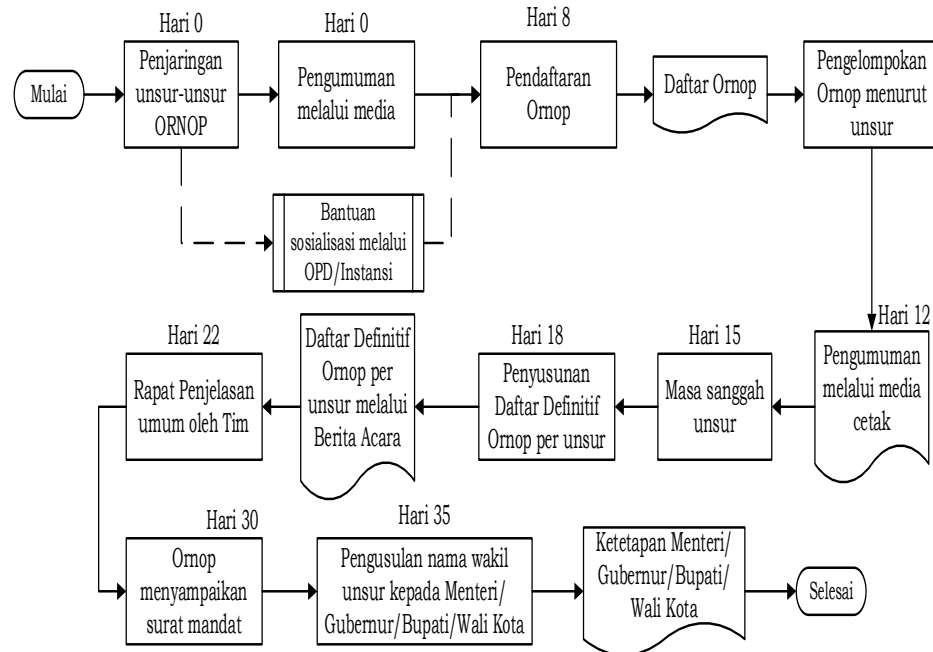 Hari 0
Hari 0
Hari 8
Mulai
Penjaringan
unsur-unsur
ORNOP
Pengumuman
melalui media
Pendaftaran
Ornop
Daftar Ornop
Pengelompokan
Ornop menurut
unsur
Bantuan
sosialisasi melalui
OPD/Instansi
Hari 12
Pengumuman
melalui media
cetak
Hari 15
Masa sanggah
unsur
Hari 18
Penyusunan
Daftar Definitif
Ornop per unsur
Daftar Definitif
Ornop per
unsur melalui
Berita Acara
Hari 22
Rapat Penjelasan
umum oleh Tim
Hari 30
Ornop
menyampaikan
surat mandat
Hari 35
Pengusulan nama wakil
unsur kepada Menteri/
Gubernur/Bupati/Wali Kota
Ketetapan Menteri/
Gubernur/Bupati/
Wali Kota
Selesai